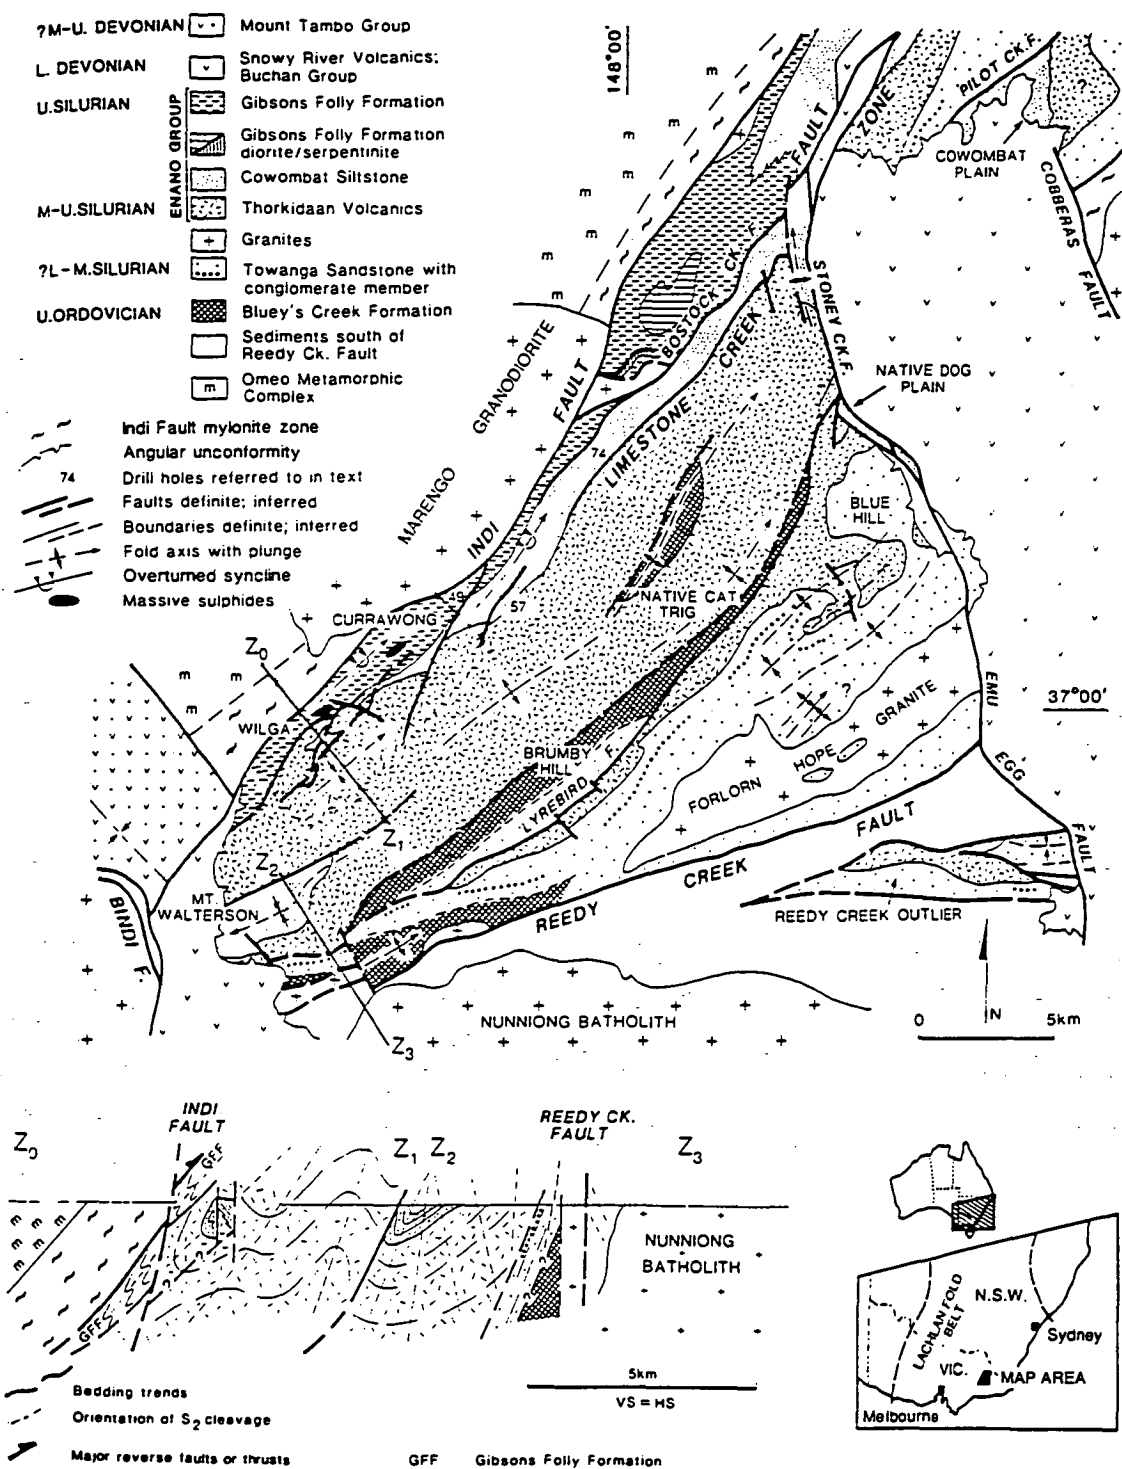 ?M-U. DEVONIAN Mount Tambo Group
L. DEVONIAN Snowy River Volcanics;
Buchan Group
U.SILURIAN Gibsons Folly Formation
Gibsons Folly Formation
diorite/serpentinite
ENANO GROUP
Cowombat Siltstone
M-U.SILURIAN Thorkidaan Volcanics
+ Granites
?L-M.SILURIAN Towanga Sandstone with
conglomerate member
U.ORDOVICIAN Bluey's Creek Formation
Sediments south of
Reedy Ck. Fault
m Omeo Metamorphic
Complex
Indi Fault mylonite zone
Angular unconformity
74 Drill holes referred to in text
Faults definite; inferred
Boundaries definite; inferred
Fold axis with plunge
Overturned syncline
Massive sulphides
148°00'
FAULT
ZONE
PILOT CK.F.
COWOMBAT
PLAIN
COBBERAS
FAULT
BOSTOCK CK. F.
LIMESTONE CREEK
STONEY CK.F.
NATIVE DOG
PLAIN
GRANODIORITE
MARENGO
INDI FAULT
74
BLUE
HILL
49
57
NATIVE CAT
TRIG
CURRAWONG
Z0
WILGA
EMU
EGG
FAULT
37°00'
?
GRANITE
HOPE
FORLORN
BRUMBY
HILL
LYREBIRD F.
Z1
Z2
MT.
WALTERSON
BINDI
F.
REEDY
CREEK
FAULT
REEDY CREEK OUTLIER
NUNNIONG BATHOLITH
Z3
N
0 5km
INDI
FAULT
REEDY CK.
FAULT
Z0
GFF
Z1 Z2
Z3
NUNNIONG
BATHOLITH
GFF
5km
VS = HS
Bedding trends
Orientation of S2 cleavage
Major reverse faults or thrusts
GFF Gibsons Folly Formation
LACHLAN FOLD
BELT
N.S.W.
Sydney
VIC.
MAP AREA
Melbourne